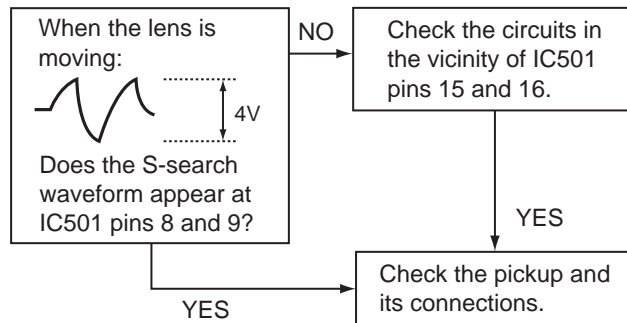 When the lens is
moving:
4V
Does the S-search
waveform appear at
IC501 pins 8 and 9?
NO
Check the circuits in
the vicinity of IC501
pins 15 and 16.
YES
YES
Check the pickup and
its connections.